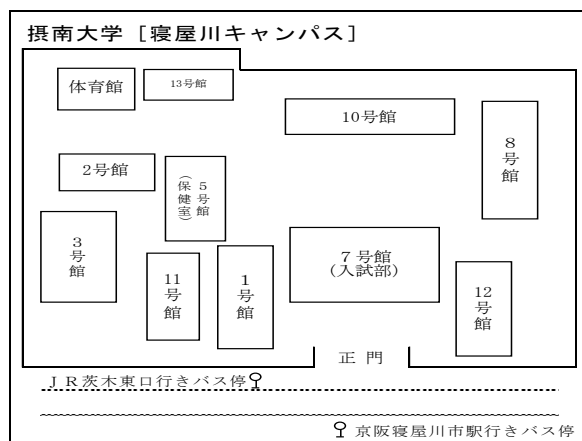 摂南大学［寝屋川キャンパス］
体育館
13号館
10号館
8号館
2号館
5号館
(保健室)
3号館
11号館
1号館
7号館
(入試部)
12号館
正 門
ＪＲ茨木東口行きバス停
京阪寝屋川市駅行きバス停